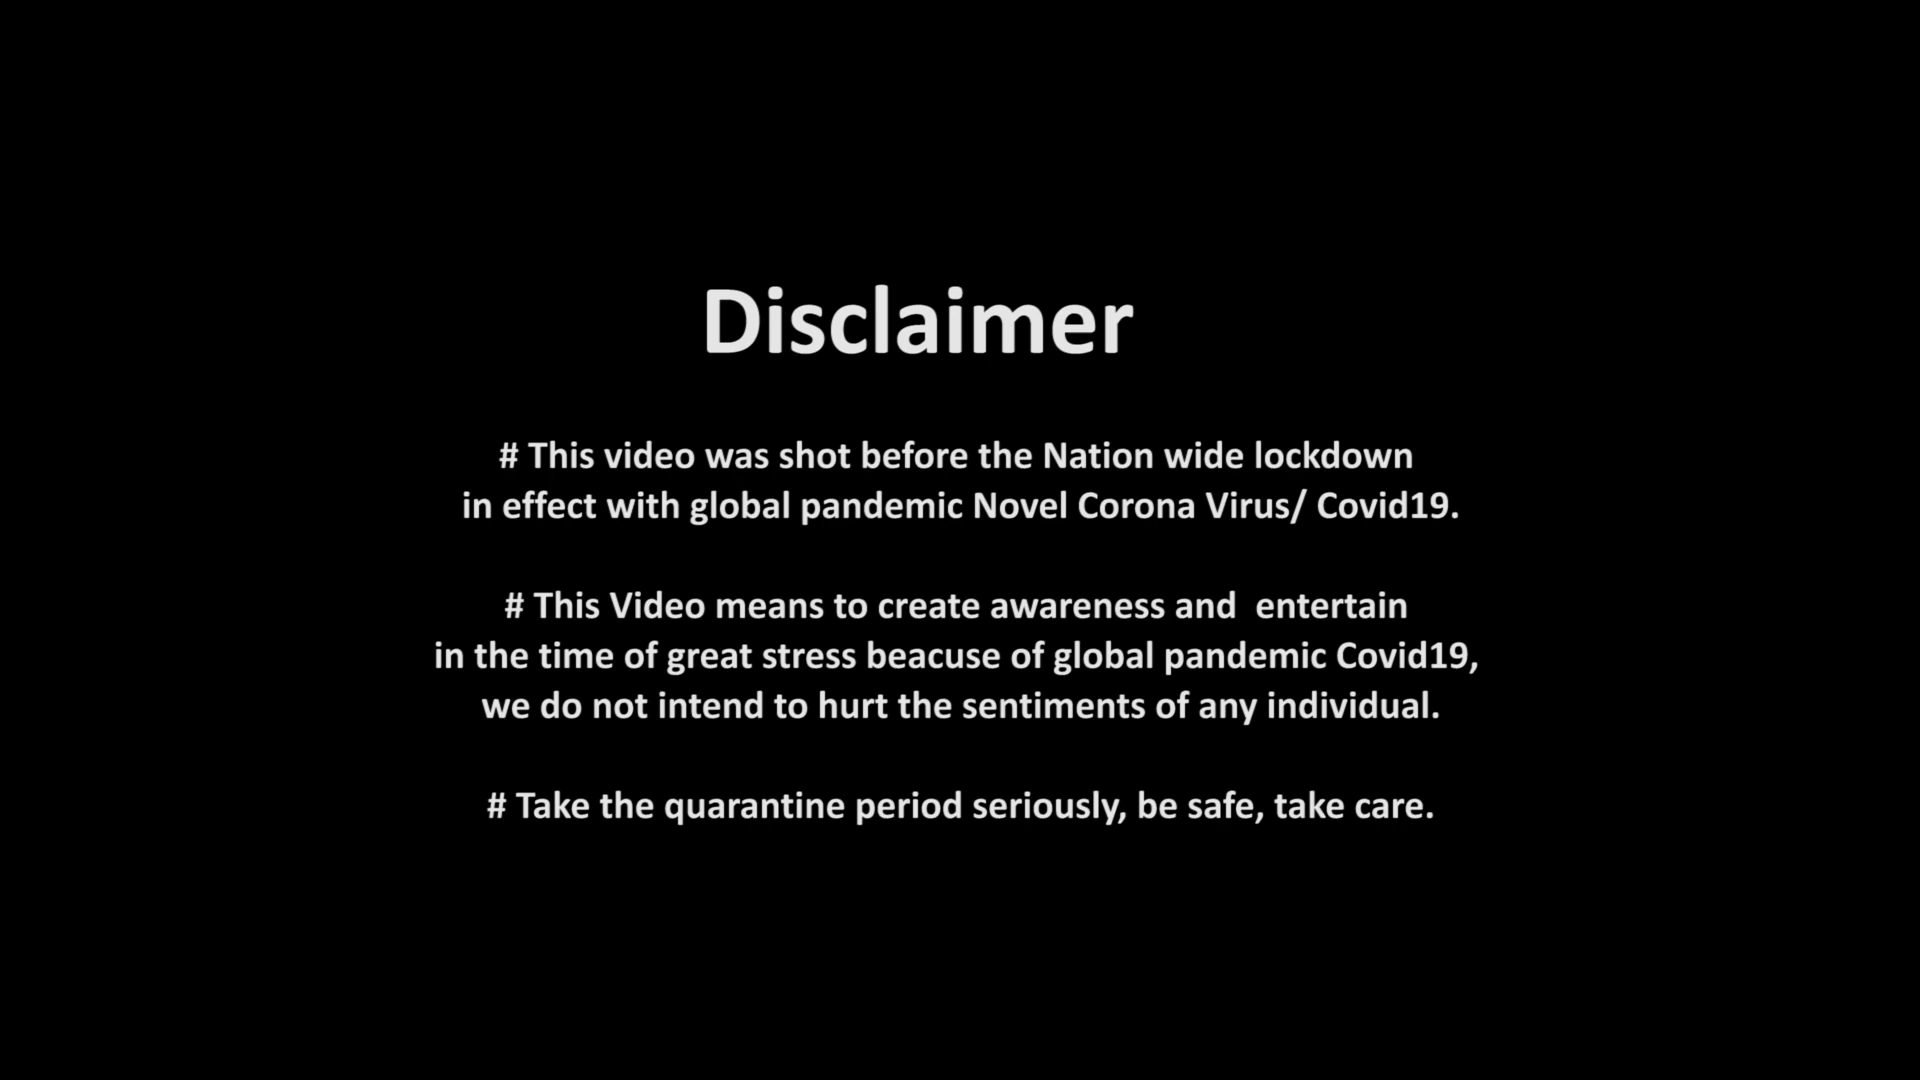 Disclaimer
# This video was shot before the Nation wide lockdown
in effect with global pandemic Novel Corona Virus/ Covid19.
# This Video means to create awareness and  entertain
in the time of great stress beacuse of global pandemic Covid19,
we do not intend to hurt the sentiments of any individual.
# Take the quarantine period seriously, be safe, take care.